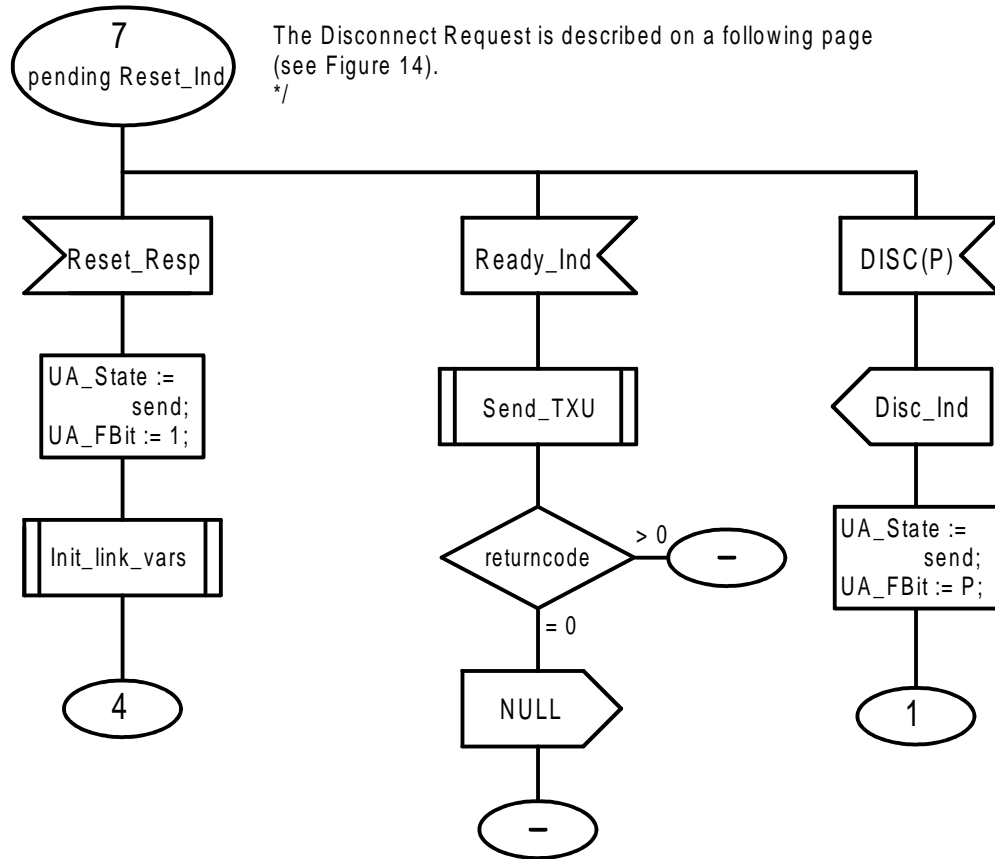 7
pending Reset_Ind
The Disconnect Request is described on a following page
(see Figure 14).
*/
Reset_Resp
UA_State :=
send;
UA_FBit := 1;
Init_link_vars
4
Ready_Ind
Send_TXU
returncode
> 0
–
= 0
NULL
–
DISC(P)
Disc_Ind
UA_State :=
send;
UA_FBit := P;
1